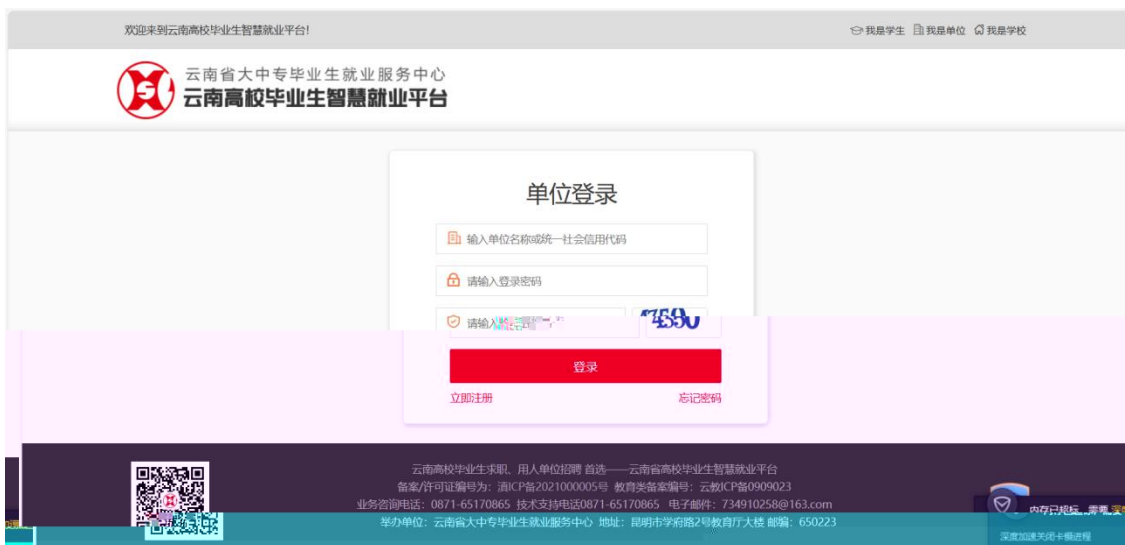 欢迎来到云南高校毕业生智慧就业平台!
我是学生 我是单位 我是学校
云南省大中专毕业生就业服务中心
云南高校毕业生智慧就业平台
单位登录
输入单位名称或统一社会信用代码
请输入登录密码
请输入
登录
立即注册 忘记密码
云南高校毕业生求职、用人单位招聘 首选——云南省高校毕业生智慧就业平台
备案/许可证编号为: 滇ICP备2021000005号 教育类备案编号: 云教ICP备0909023
业务咨询电话: 0871-65170865 技术支持电话0871-65170865 电子邮件: 734910258@163.com
举办单位: 云南省大中专毕业生就业服务中心 地址: 昆明市学府路2号教育厅大楼 邮编: 650223
内存已超标, 需要
深度加速关闭卡慢进程